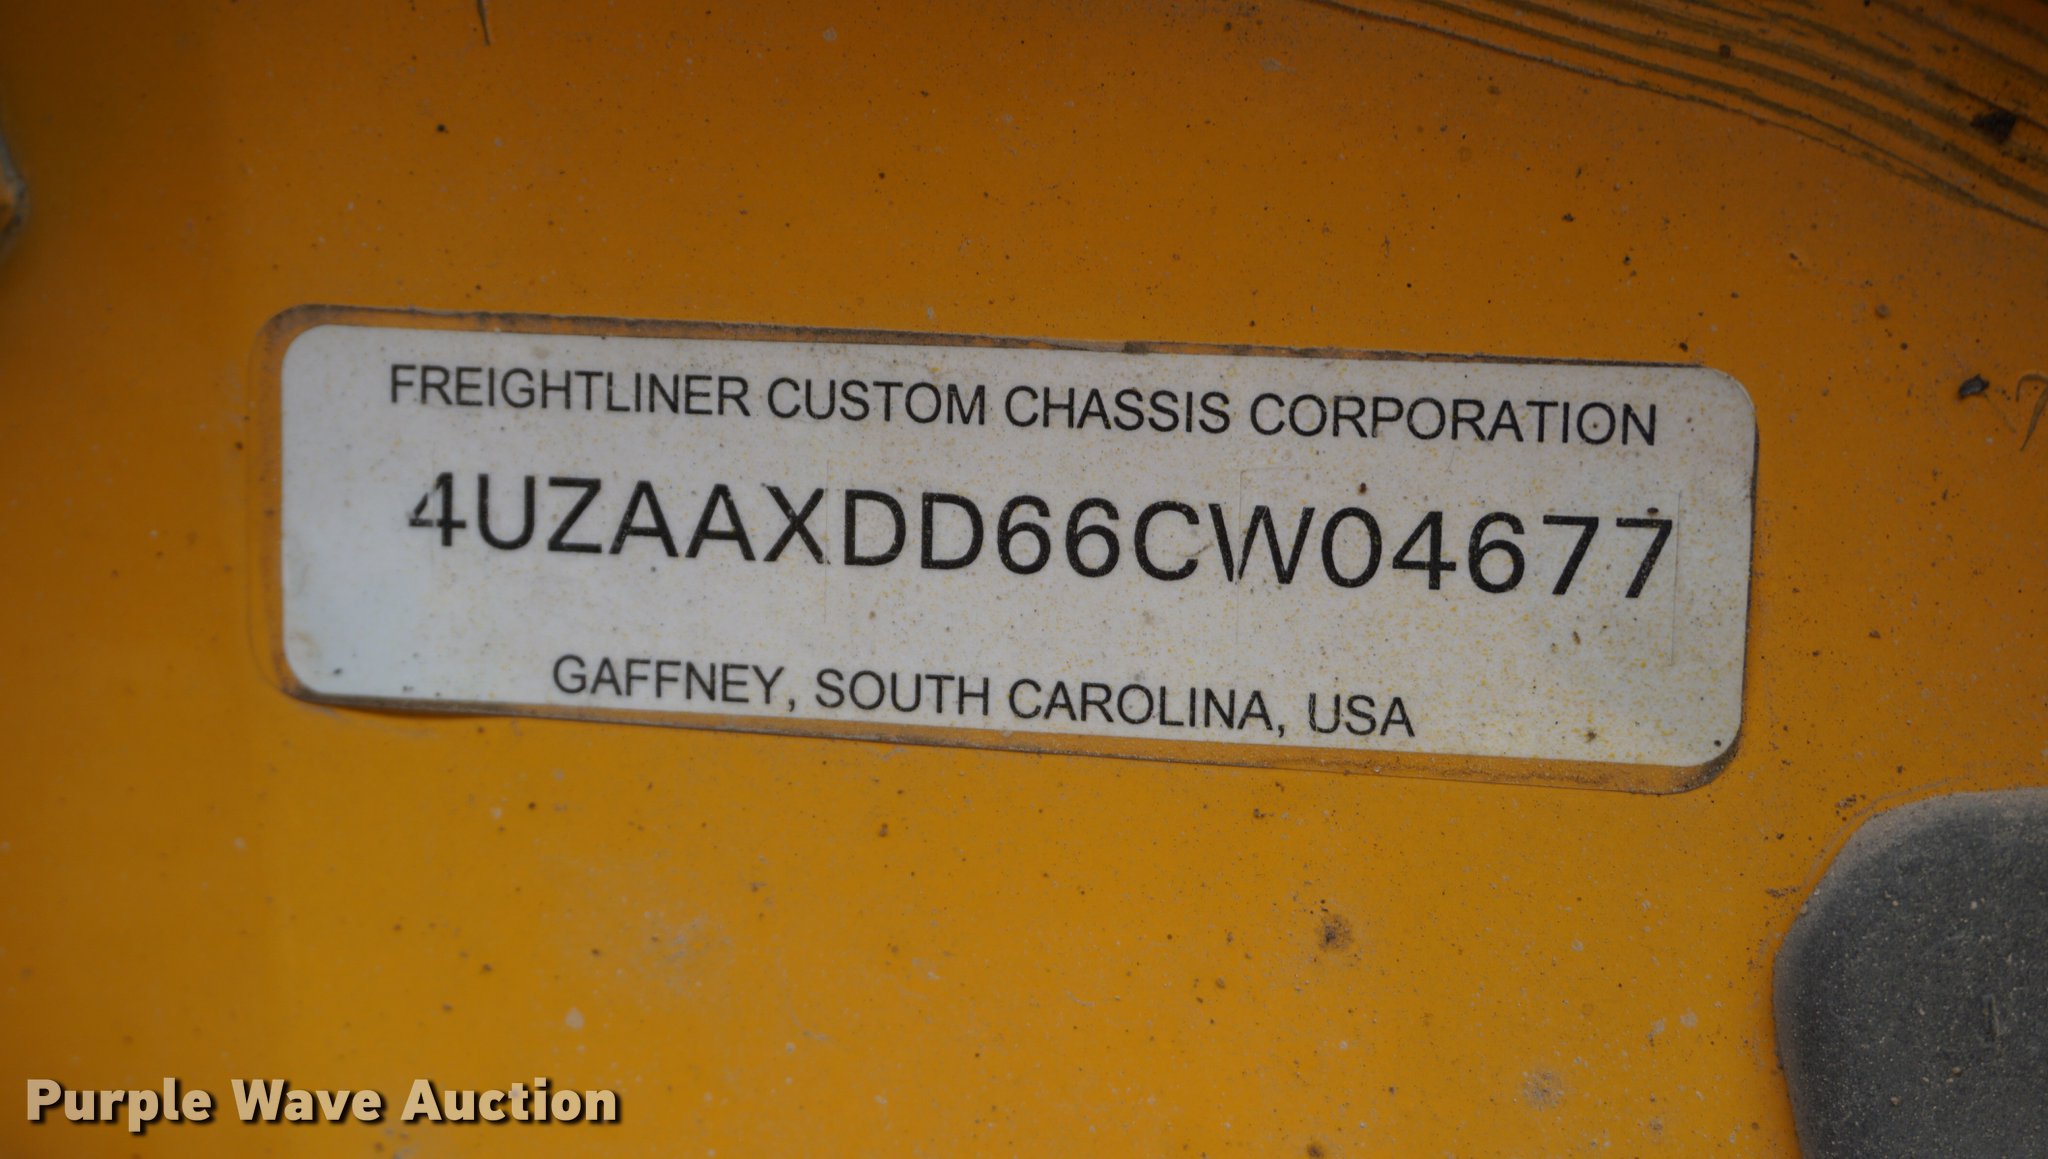 FREIGHTLINER CUSTOM CHASSIS CORPORATION
4UZAAXDD66CW04677
GAFFNEY, SOUTH CAROLINA, USA
Purple Wave Auction